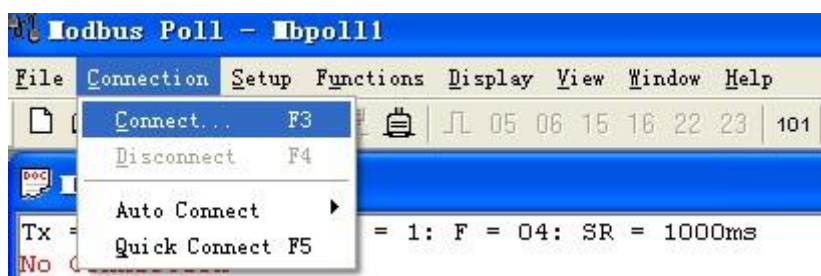 Modbus Poll - Mbpoll1
File Connection Setup Functions Display View Window Help
Connect... F3
05 06 15 16 22 23 101
Disconnect F4
DOC
Auto Connect
Tx = 1: F = 04: SR = 1000ms
Quick Connect F5
No